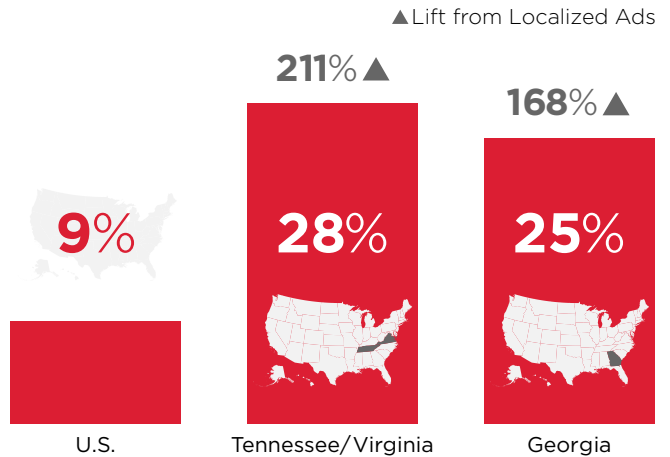 ▲Lift from Localized Ads
211% ▲
168% ▲
9%
28%
25%
U.S.
Tennessee/Virginia
Georgia